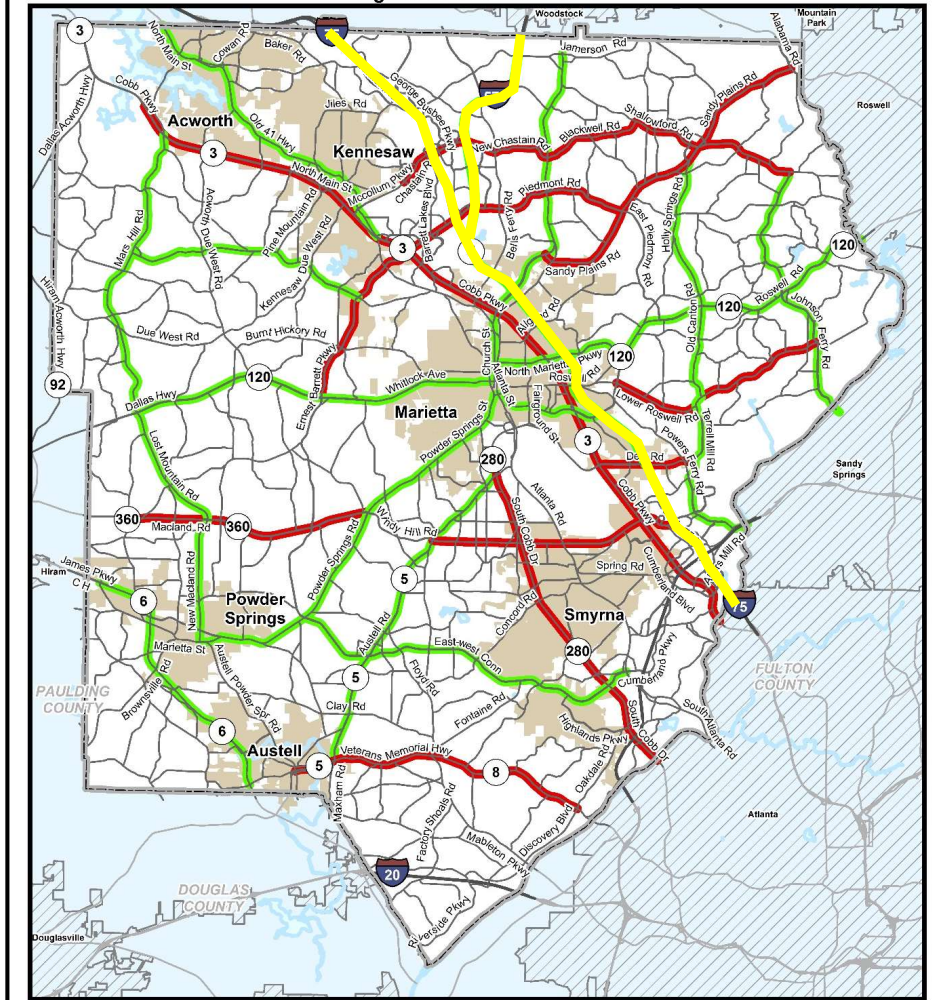 Woodstock
Mountain
Park
3
North Main St
Cowan Rd
Baker Rd
Jamerson Rd
Alabama Rd
Dallas Acworth Hwy
Cobb Pkwy
George Busbee Pkwy
Sandy Plains Rd
Jiles Rd
Roswell
Acworth
Old 41 Hwy
Shallowford Rd
Blackwell Rd
New Chastain Rd
Kennesaw
3
North Main St
Mccollum Pkwy
Chastain R
Barrett Lakes Blvd
Piedmont Rd
Bells Ferry Rd
East Piedmont Rd
Holly Springs Rd
Mars Hill Rd
Acworth Due West Rd
Pine Mountain Rd
Kennesaw Due West Rd
3
120
Sandy Plains Rd
Hiram Acworth Hwy
Cobb Pkwy
Roswell Rd
120
Johnson Ferry Rd
Old Canton Rd
Due West Rd
Burnt Hickory Rd
Church St
North Marietta Pkwy
120
Roswell Rd
92
120
Whitlock Ave
Atlanta St
Dallas Hwy
Ernest Barrett Pkwy
Marietta
Fairground St
Lower Roswell Rd
Terrell Mill Rd
Powder Springs St
3
Powers Ferry Rd
Lost Mountain Rd
280
Sandy
Springs
Atlanta Rd
Cobb Pkwy
360
360
Macland Rd
Windy Hill Rd
South Cobb Dr
Powder Springs Rd
Mill Rd
James Pkwy
Hiram
C H
New Macland Rd
Spring Rd
Cumberland Blvd
5
6
Powder
Springs
Concord Rd
Smyrna
75
Austell Rd
Marietta St
East-west Conn
280
Cumberland Pkwy
Austell Powder Spr Rd
FULTON
COUNTY
PAULDING
COUNTY
Brownsville Rd
5
Floyd Rd
Clay Rd
Fontaine Rd
South Atlanta Rd
6
Highlands Pkwy
South Cobb Dr
Austell
Veterans Memorial Hwy
5
8
Oakdale Rd
Maxham Rd
Factory Shoals Rd
Discovery Blvd
Atlanta
Mableton Pkwy
20
DOUGLAS
COUNTY
Riverside Pkwy
Douglasville